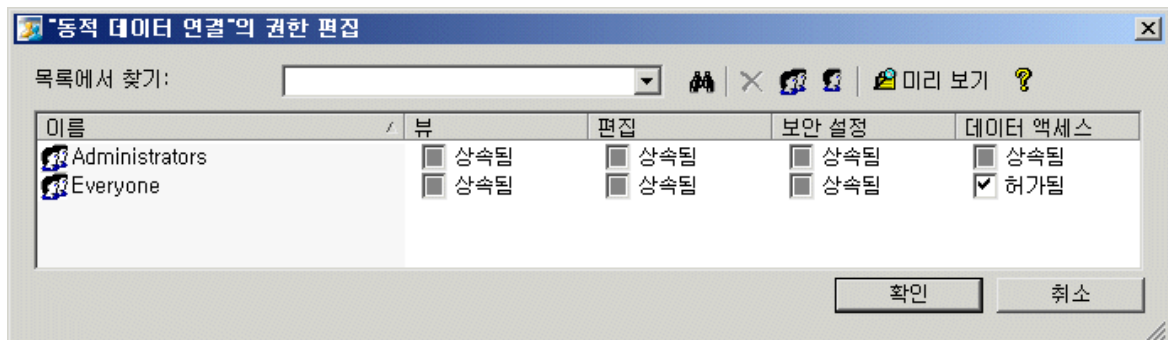 "동적 데이터 연결"의 권한 편집
목록에서 찾기: 미리 보기
이름 뷰 편집 보안 설정 데이터 액세스
Administrators 상속됨 상속됨 상속됨 상속됨
Everyone 상속됨 상속됨 상속됨 허가됨
확인 취소